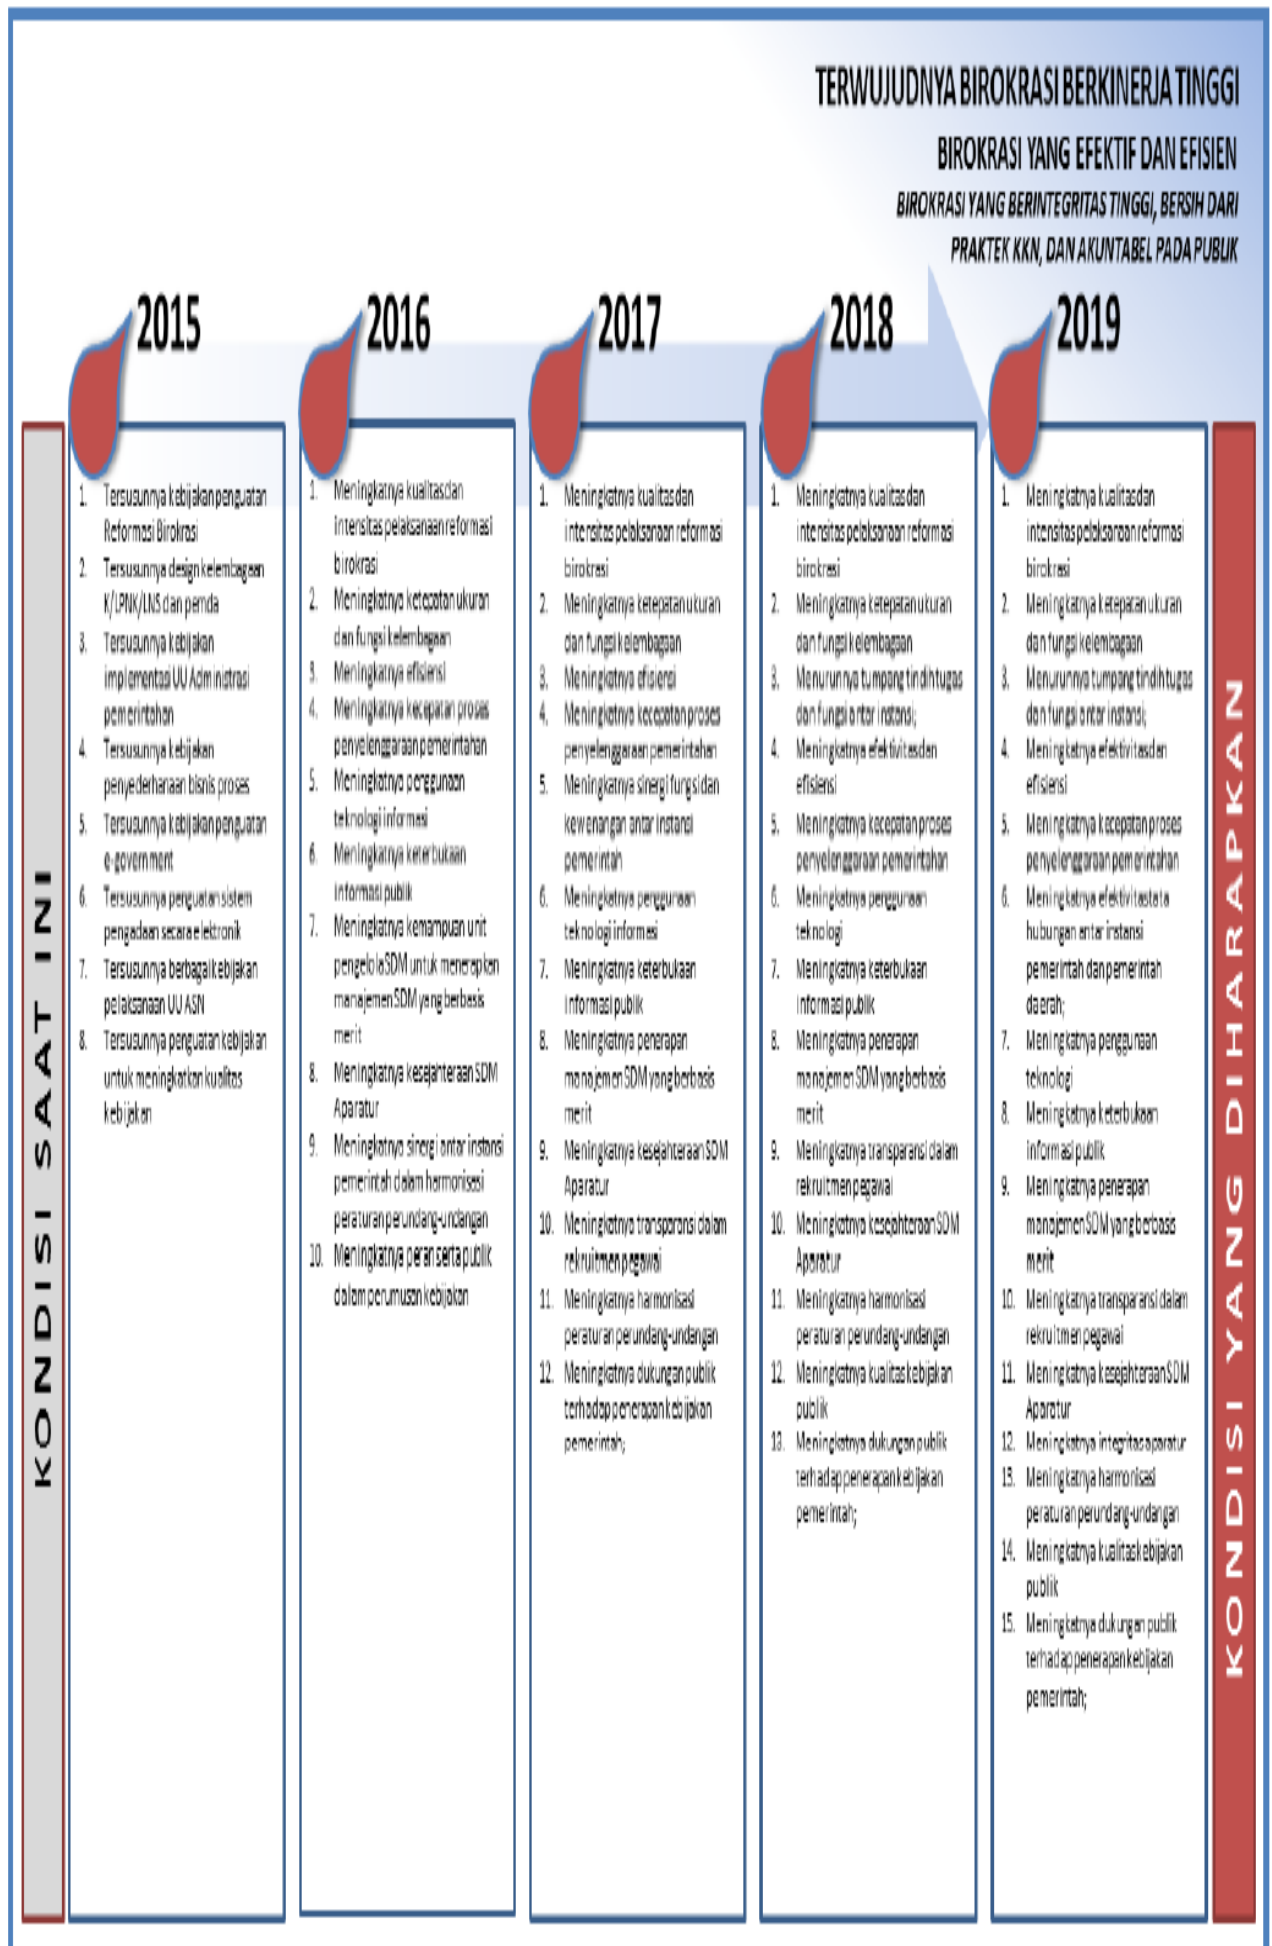 TERWUJUDNYA BIROKRASI BERKINERJA TINGGI
BIROKRASI YANG EFEKTIF DAN EFISIEN
BIROKRASI YANG BERINTEGRITAS TINGGI, BERSIH DARI
PRAKTEK KKN, DAN AKUNTABEL PADA PUBLIK
KONDISI SAAT INI
2015
1. Tersusunnya kebijakan penguatan
Reformasi Birokrasi
2. Tersusunnya design kelembagaan
K/LPNK/LNS dan pemda
3. Tersusunnya kebijakan
implementasi UU Administrasi
pemerintahan
4. Tersusunnya kebijakan
penyederhanaan bisnis proses
5. Tersusunnya kebijakan penguatan
e-government
6. Tersusunnya penguatan sistem
pengadaan secara elektronik
7. Tersusunnya berbagai kebijakan
pelaksanaan UU ASN
8. Tersusunnya penguatan kebijakan
untuk meningkatkan kualitas
kebijakan
2016
1. Meningkatnya kualitas dan
intensitas pelaksanaan reformasi
birokrasi
2. Meningkatnya ketepatan ukuran
dan fungsi kelembagaan
3. Meningkatnya efisiensi
4. Meningkatnya kecepatan proses
penyelenggaraan pemerintahan
5. Meningkatnya penggunaan
teknologi informasi
6. Meningkatnya keterbukaan
informasi publik
7. Meningkatnya kemampuan unit
pengelola SDM untuk menerapkan
manajemen SDM yang berbasis
merit
8. Meningkatnya kesejahteraan SDM
Aparatur
9. Meningkatnya sinergi antar instansi
pemerintah dalam harmonisasi
peraturan perundang-undangan
10. Meningkatnya peran serta publik
dalam perumusan kebijakan
2017
1. Meningkatnya kualitas dan
intensitas pelaksanaan reformasi
birokrasi
2. Meningkatnya ketepatan ukuran
dan fungsi kelembagaan
3. Meningkatnya efisiensi
4. Meningkatnya kecepatan proses
penyelenggaraan pemerintahan
5. Meningkatnya sinergi fungsi dan
kewenangan antar instansi
pemerintah
6. Meningkatnya penggunaan
teknologi informasi
7. Meningkatnya keterbukaan
informasi publik
8. Meningkatnya penerapan
manajemen SDM yang berbasis
merit
9. Meningkatnya kesejahteraan SDM
Aparatur
10. Meningkatnya transparansi dalam
rekruitmen pegawai
11. Meningkatnya harmonisasi
peraturan perundang-undangan
12. Meningkatnya dukungan publik
terhadap penerapan kebijakan
pemerintah;
2018
1. Meningkatnya kualitas dan
intensitas pelaksanaan reformasi
birokrasi
2. Meningkatnya ketepatan ukuran
dan fungsi kelembagaan
3. Menurunnya tumpang tindih tugas
dan fungsi antar instansi;
4. Meningkatnya efektivitas dan
efisiensi
5. Meningkatnya kecepatan proses
penyelenggaraan pemerintahan
6. Meningkatnya penggunaan
teknologi
7. Meningkatnya keterbukaan
informasi publik
8. Meningkatnya penerapan
manajemen SDM yang berbasis
merit
9. Meningkatnya transparansi dalam
rekruitmen pegawai
10. Meningkatnya kesejahteraan SDM
Aparatur
11. Meningkatnya harmonisasi
peraturan perundang-undangan
12. Meningkatnya kualitas kebijakan
publik
13. Meningkatnya dukungan publik
terhadap penerapan kebijakan
pemerintah;
2019
1. Meningkatnya kualitas dan
intensitas pelaksanaan reformasi
birokrasi
2. Meningkatnya ketepatan ukuran
dan fungsi kelembagaan
3. Menurunnya tumpang tindih tugas
dan fungsi antar instansi;
4. Meningkatnya efektivitas dan
efisiensi
5. Meningkatnya kecepatan proses
penyelenggaraan pemerintahan
6. Meningkatnya efektivitas tata
hubungan antar instansi
pemerintah dan pemerintah
daerah;
7. Meningkatnya penggunaan
teknologi
8. Meningkatnya keterbukaan
informasi publik
9. Meningkatnya penerapan
manajemen SDM yang berbasis
merit
10. Meningkatnya transparansi dalam
rekruitmen pegawai
11. Meningkatnya kesejahteraan SDM
Aparatur
12. Meningkatnya integritas aparatur
13. Meningkatnya harmonisasi
peraturan perundang-undangan
14. Meningkatnya kualitas kebijakan
publik
15. Meningkatnya dukungan publik
terhadap penerapan kebijakan
pemerintah;
KONDISI YANG DIHARAPKAN